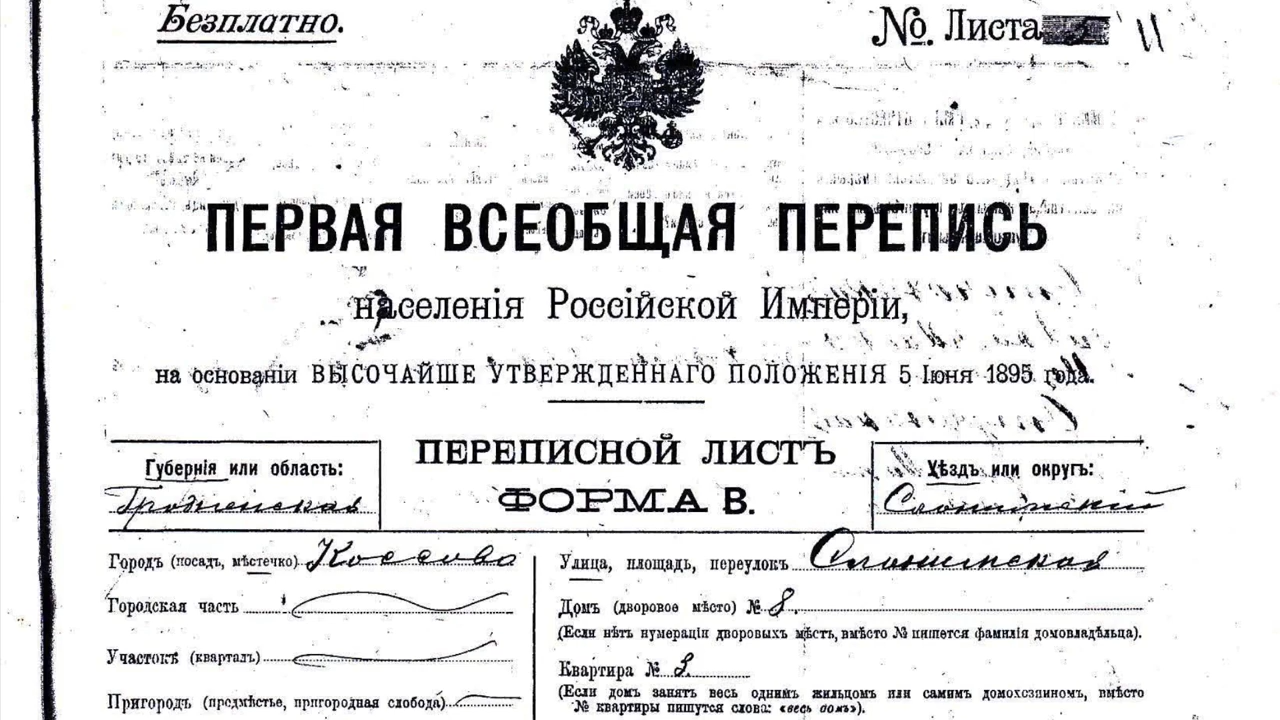 Безплатно.
№. Листа 11
ПЕРВАЯ ВСЕОБЩАЯ ПЕРЕПИСЬ
населенія Россійской Имперіи,
на основаніи ВЫСОЧАЙШЕ УТВЕРЖДЕННАГО ПОЛОЖЕНІЯ 5 Іюня 1895 года.
ПЕРЕПИСНОЙ ЛИСТЪ
ФОРМА В.
Губернія или область:
Гродненская
Уѣздъ или округъ:
Слонимскій
Городъ (посадъ, мѣстечко) Коссово
Городская часть
Участокъ (кварталъ)
Пригородъ (предмѣстье, пригородная слобода)
Улица, площадь, переулокъ Слонимская
Домъ (дворовое мѣсто) № 8.
(Если нѣтъ нумераціи дворовыхъ мѣстъ, вмѣсто № пишется фамилія домовладѣльца).
Квартира № 3.
(Если домъ занятъ весь однимъ жильцомъ или самимъ домохозяиномъ, вмѣсто
№ квартиры пишутся слова: «весь домъ»).